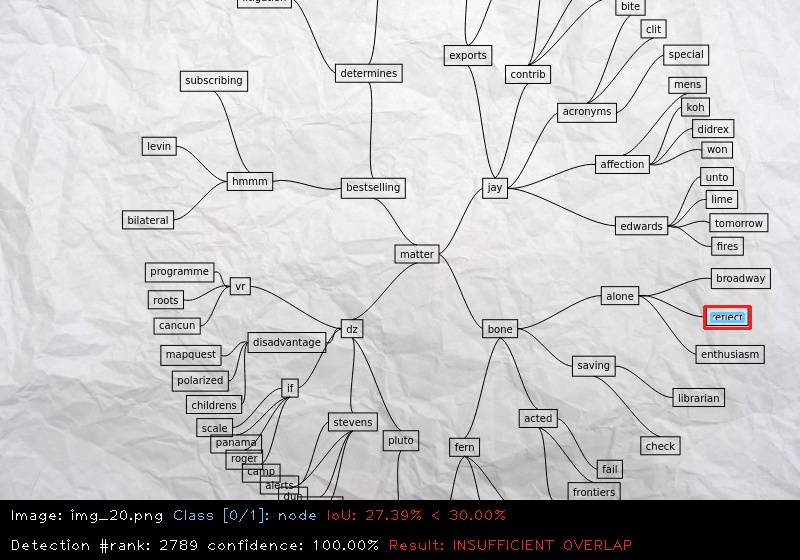 bite
clit
exports
special
determines
contrib
subscribing
mens
koh
acronyms
didrex
levin
won
affection
unto
hmmm
bestselling
jay
lime
bilateral
tomorrow
edwards
fires
matter
programme
broadway
vr
alone
roots
cancun
dz
bone
disadvantage
mapquest
enthusiasm
saving
polarized
if
librarian
childrens
acted
stevens
scale
pluto
panama
fern
check
roger
camp
fail
alerts
frontiers
Image: img_20.png Class [0/1]: node IoU: 27.39% < 30.00%
Detection #rank: 2789 confidence: 100.00% Result: INSUFFICIENT OVERLAP